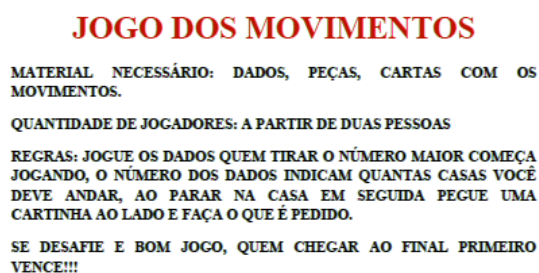 JOGO DOS MOVIMENTOS
MATERIAL NECESSÁRIO: DADOS, PEÇAS, CARTAS COM OS
MOVIMENTOS.
QUANTIDADE DE JOGADORES: A PARTIR DE DUAS PESSOAS
REGRAS: JOGUE OS DADOS QUEM TIRAR O NÚMERO MAIOR COMEÇA
JOGANDO, O NÚMERO DOS DADOS INDICAM QUANTAS CASAS VOCÊ
DEVE ANDAR, AO PARAR NA CASA EM SEGUIDA PEGUE UMA
CARTINHA AO LADO E FAÇA O QUE É PEDIDO.
SE DESAFIE E BOM JOGO, QUEM CHEGAR AO FINAL PRIMEIRO
VENCE!!!